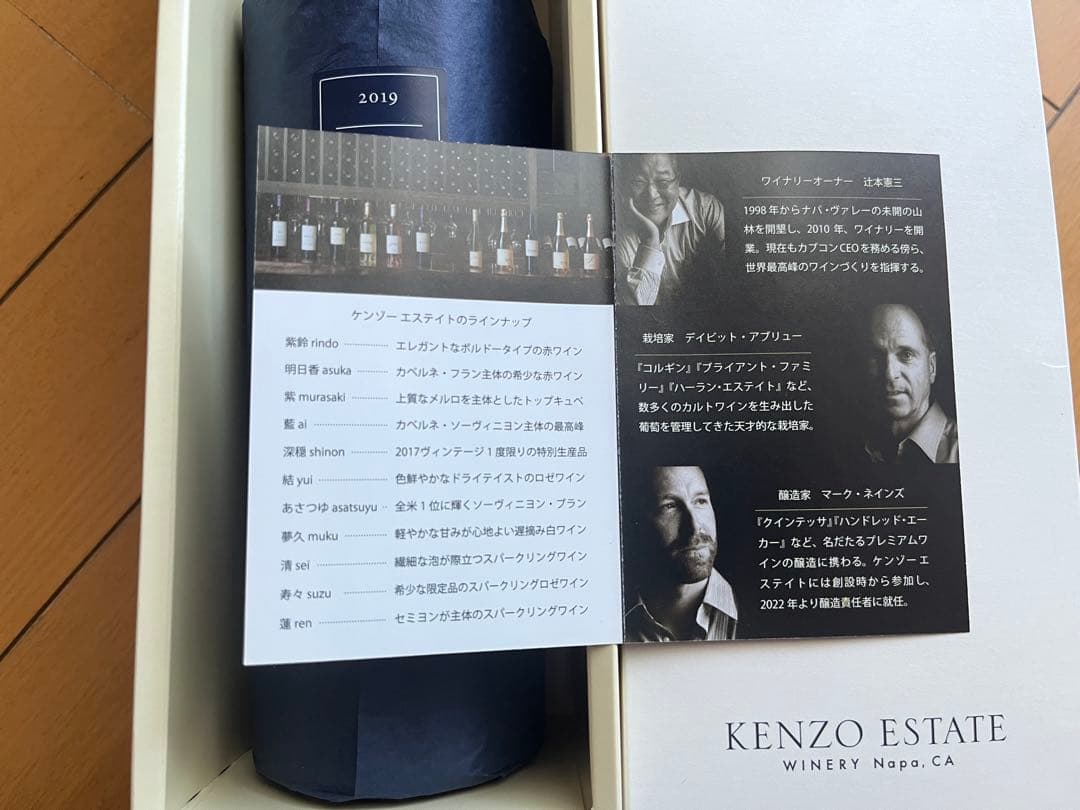 2019
ケンゾー エステイトのラインナップ
紫鈴 rindo ············ エレガントなボルドータイプの赤ワイン
明日香 asuka ········· カベルネ・フラン主体の希少な赤ワイン
紫 murasaki ·········· 上質なメルロを主体としたトップキュベ
藍 ai ···················· カベルネ・ソーヴィニヨン主体の最高峰
深穏 shinon ·········· 2017ヴィンテージ1度限りの特別生産品
結 yui ·················· 色鮮やかなドライテイストのロゼワイン
あさつゆ asatsuyu ·· 全米1位に輝くソーヴィニヨン・ブラン
夢久 muku ············ 軽やかな甘みが心地よい遅摘み白ワイン
清 sei ··················· 繊細な泡が際立つスパークリングワイン
寿々 suzu ············· 希少な限定品のスパークリングロゼワイン
蓮 ren ·················· セミヨンが主体のスパークリングワイン
ワイナリーオーナー 辻本憲三
1998年からナパ・ヴァレーの未開の山
林を開墾し、2010年、ワイナリーを開
業。現在もカプコンCEOを務める傍ら、
世界最高峰のワインづくりを指揮する。
栽培家 デイビット・アブリュー
『コルギン』『ブライアント・ファミ
リー』『ハーラン・エステイト』など、
数多くのカルトワインを生み出した
葡萄を管理してきた天才的な栽培家。
醸造家 マーク・ネインズ
『クインテッサ』『ハンドレッド・エー
カー』など、名だたるプレミアムワ
インの醸造に携わる。ケンゾー エ
ステイトには創設時から参加し、
2022年より醸造責任者に就任。
KENZO ESTATE
WINERY Napa, CA